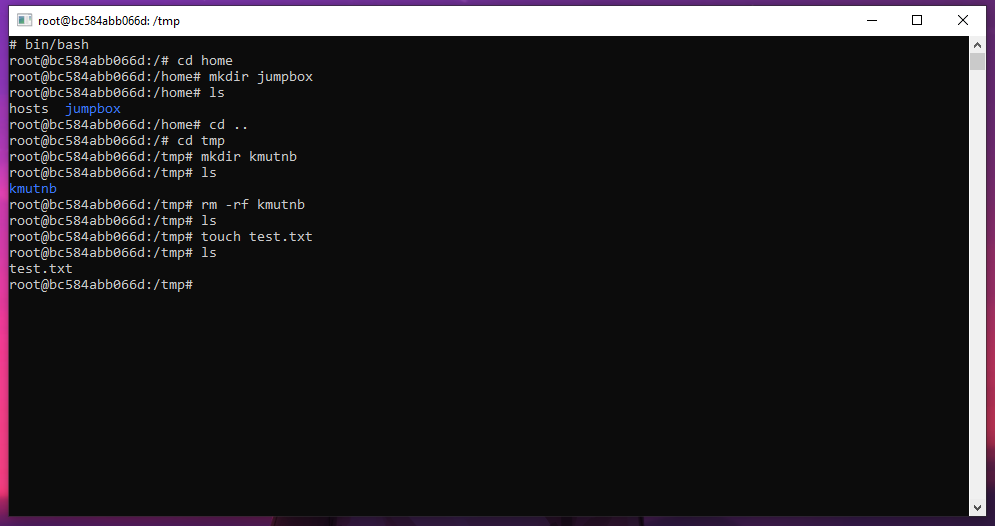 root@bc584abb066d: /tmp
# bin/bash
root@bc584abb066d:/# cd home
root@bc584abb066d:/home# mkdir jumpbox
root@bc584abb066d:/home# ls
hosts  jumpbox
root@bc584abb066d:/home# cd ..
root@bc584abb066d:/# cd tmp
root@bc584abb066d:/tmp# mkdir kmutnb
root@bc584abb066d:/tmp# ls
kmutnb
root@bc584abb066d:/tmp# rm -rf kmutnb
root@bc584abb066d:/tmp# ls
root@bc584abb066d:/tmp# touch test.txt
root@bc584abb066d:/tmp# ls
test.txt
root@bc584abb066d:/tmp#